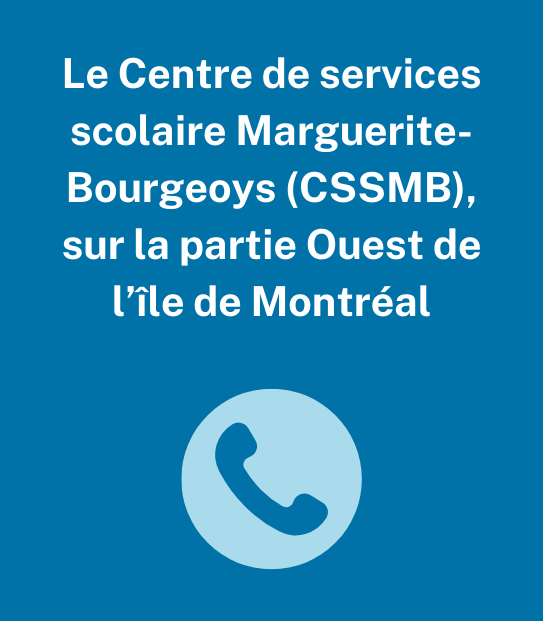 Le Centre de services
scolaire Marguerite-
Bourgeoys (CSSMB),
sur la partie Ouest de
l’île de Montréal